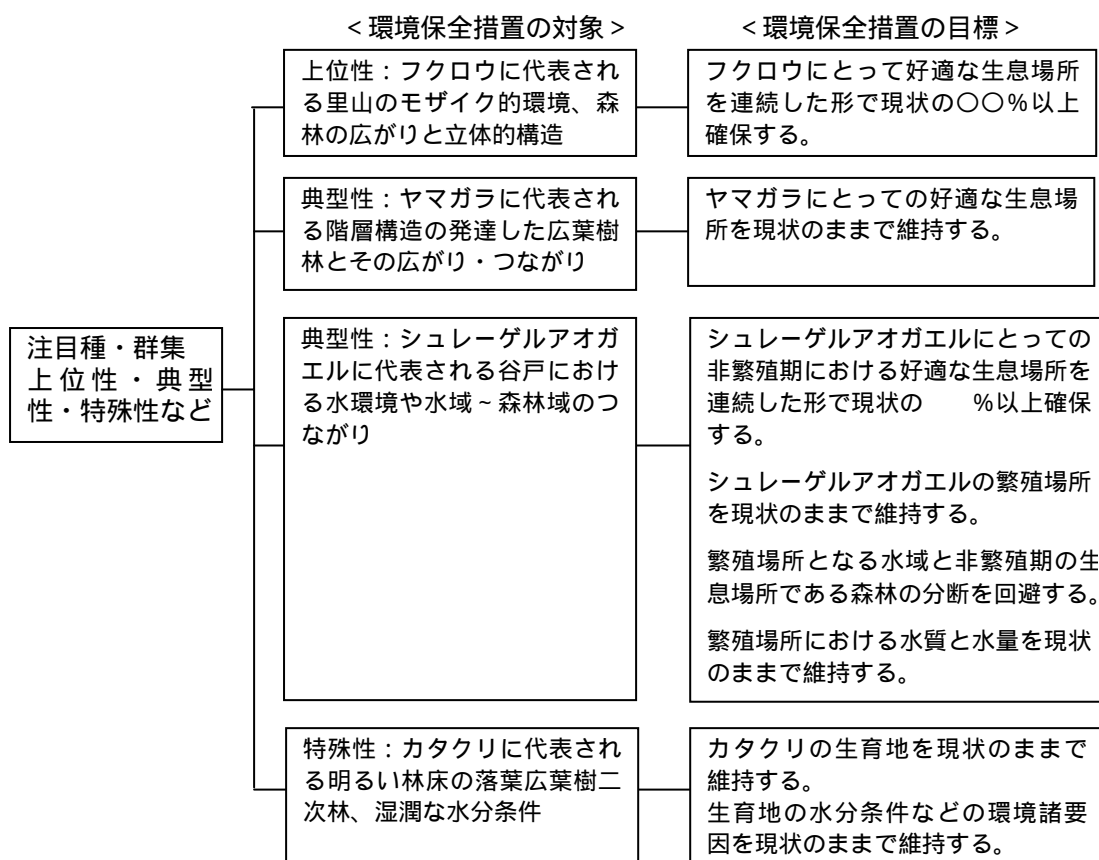 ＜環境保全措置の対象＞
＜環境保全措置の目標＞
注目種・群集
上位性・典型
性・特殊性など
上位性：フクロウに代表され
る里山のモザイク的環境、森
林の広がりと立体的構造
フクロウにとって好適な生息場所
を連続した形で現状の〇〇％以上
確保する。
典型性：ヤマガラに代表され
る階層構造の発達した広葉樹
林とその広がり・つながり
ヤマガラにとっての好適な生息場
所を現状のままで維持する。
典型性：シュレーゲルアオガ
エルに代表される谷戸におけ
る水環境や水域～森林域のつ
ながり
シュレーゲルアオガエルにとっての
非繁殖期における好適な生息場所を
連続した形で現状の　　％以上確保
する。
シュレーゲルアオガエルの繁殖場所
を現状のままで維持する。
繁殖場所となる水域と非繁殖期の生
息場所である森林の分断を回避する。
繁殖場所における水質と水量を現状
のままで維持する。
特殊性：カタクリに代表され
る明るい林床の落葉広葉樹二
次林、湿潤な水分条件
カタクリの生育地を現状のままで
維持する。
生育地の水分条件などの環境諸要
因を現状のままで維持する。